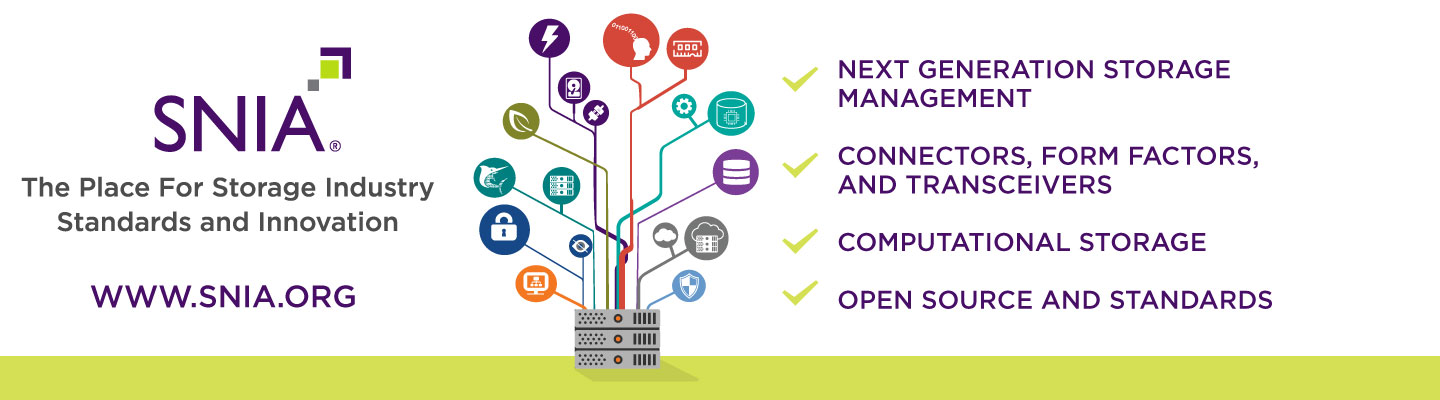 SNIA®
The Place For Storage Industry
Standards and Innovation
WWW.SNIA.ORG
01100110
NEXT GENERATION STORAGE
MANAGEMENT
CONNECTORS, FORM FACTORS,
AND TRANSCEIVERS
COMPUTATIONAL STORAGE
OPEN SOURCE AND STANDARDS